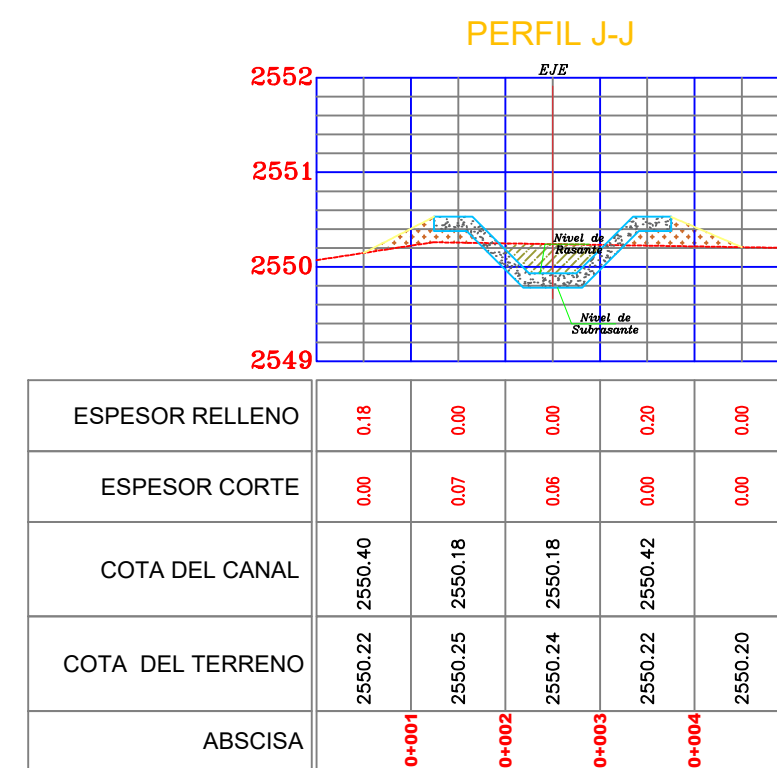 PERFIL J-J
EJE
2552
2551
2550
2549
Nivel de
Rasante
Nivel de
Subrasante
ESPESOR RELLENO 0.18 0.00 0.00 0.20 0.00
ESPESOR CORTE 0.00 0.07 0.06 0.00 0.00
COTA DEL CANAL 2550.40 2550.18 2550.18 2550.42
COTA DEL TERRENO 2550.22 2550.25 2550.24 2550.22 2550.20
ABSCISA 0+001 0+002 0+003 0+004